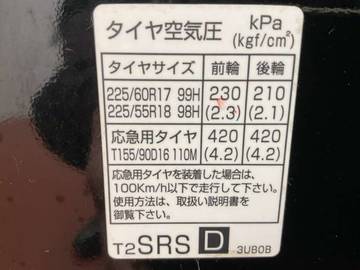 タイヤ空気圧 kPa
(kgf/cm²)
タイヤサイズ 前輪 後輪
225/60R17 99H 230 210
225/55R18 98H (2.3) (2.1)
応急用タイヤ 420 420
T155/90D16 110M (4.2) (4.2)
応急用タイヤを装着した場合は、
100Km/h以下で走行して下さい。
使用方法は、取扱い説明書を
御覧下さい。
T2SRS D 3UB0B